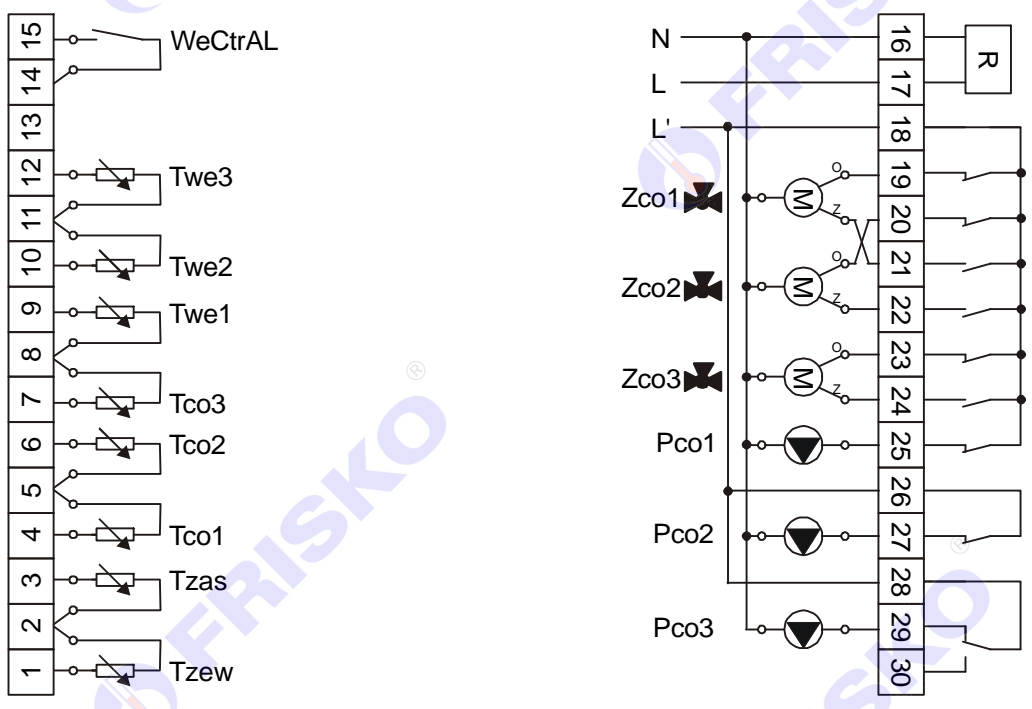 15
WeCtrAL
14
13
12
Twe3
11
10
Twe2
9
Twe1
8
7
Tco3
6
Tco2
5
4
Tco1
3
Tzas
2
1
Tzew
N
16
R
L
17
L'
18
Zco1
M
O
Z
19
20
Zco2
M
O
Z
21
22
Zco3
M
O
Z
23
24
Pco1
25
26
Pco2
27
28
Pco3
29
30
FRISKO
®
FRISKO
®
FRISKO